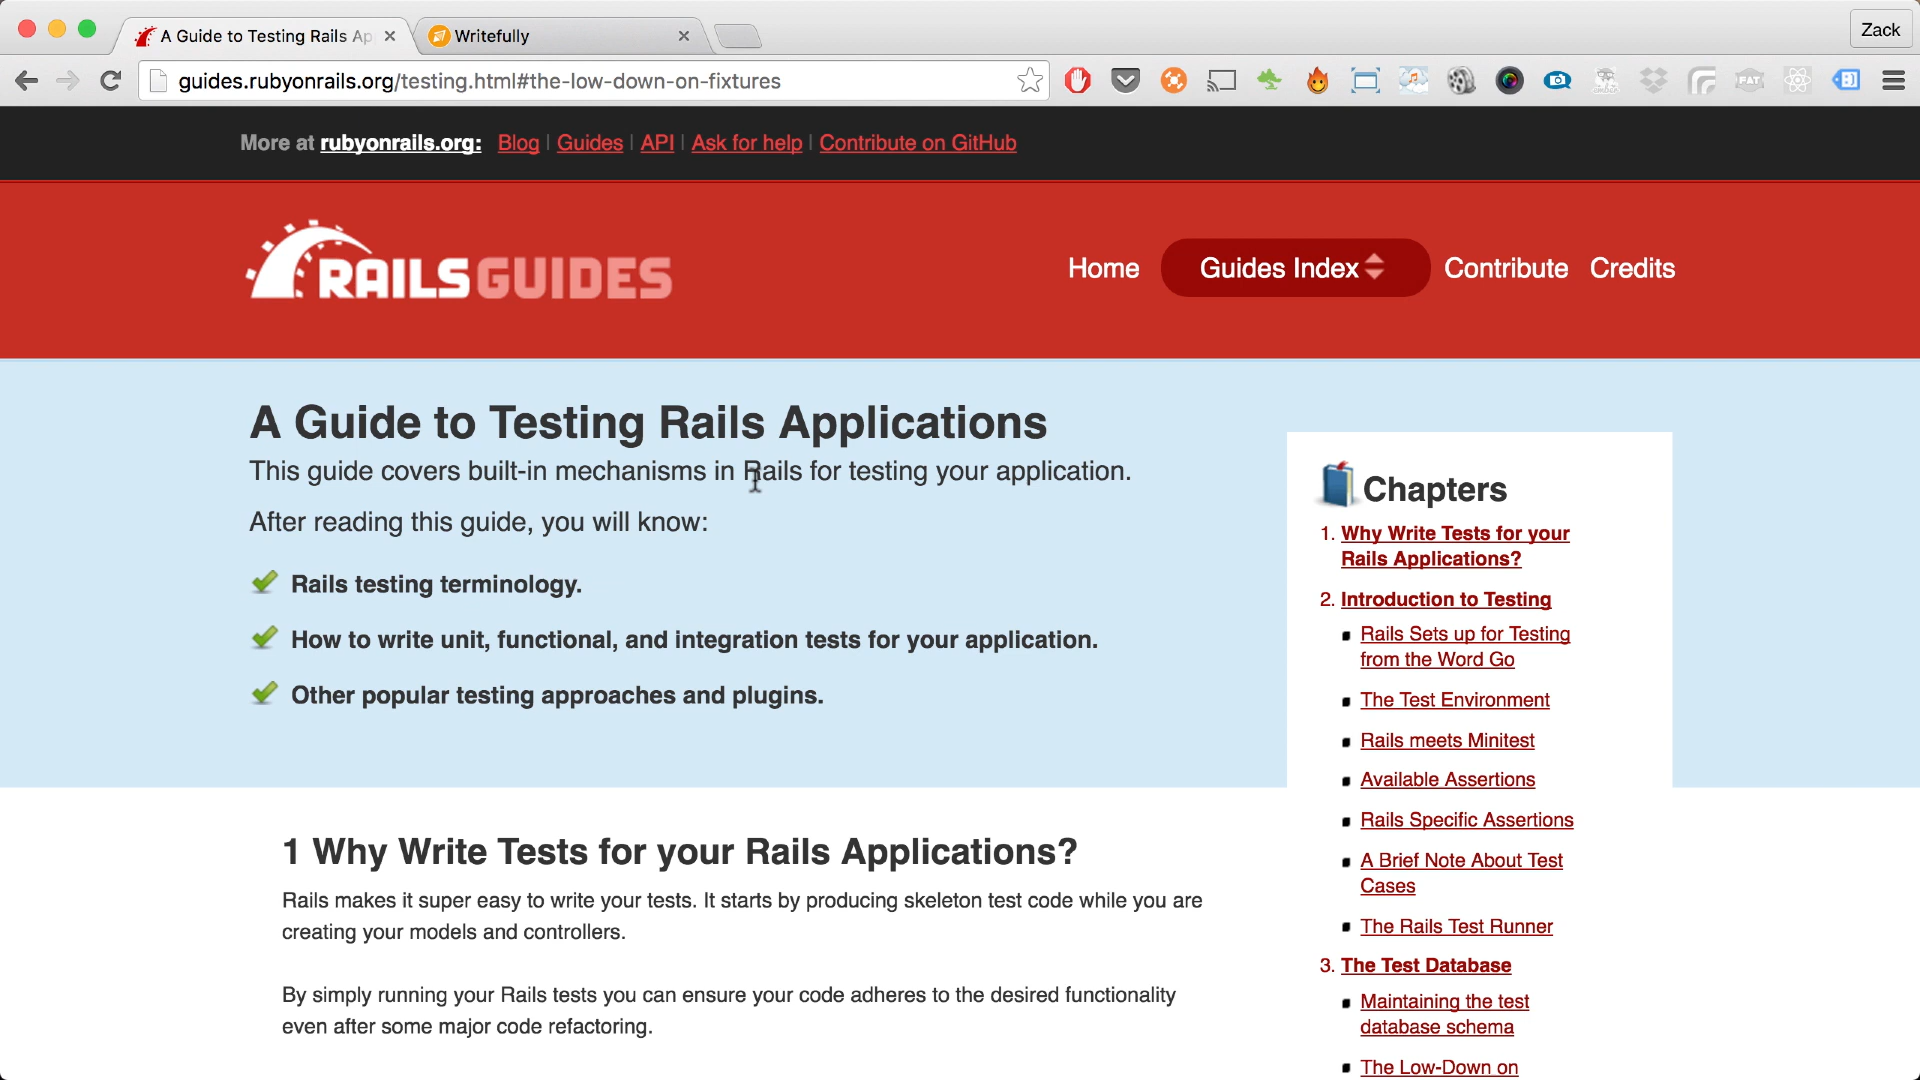 A Guide to Testing Rails Ap
Writefully
Zack
guides.rubyonrails.org/testing.html#the-low-down-on-fixtures
More at rubyonrails.org: Blog | Guides | API | Ask for help | Contribute on GitHub
RAILSGUIDES
Home Guides Index Contribute Credits
A Guide to Testing Rails Applications
This guide covers built-in mechanisms in Rails for testing your application.
After reading this guide, you will know:
Rails testing terminology.
How to write unit, functional, and integration tests for your application.
Other popular testing approaches and plugins.
1 Why Write Tests for your Rails Applications?
Rails makes it super easy to write your tests. It starts by producing skeleton test code while you are
creating your models and controllers.
By simply running your Rails tests you can ensure your code adheres to the desired functionality
even after some major code refactoring.
Chapters
1. Why Write Tests for your
Rails Applications?
2. Introduction to Testing
Rails Sets up for Testing
from the Word Go
The Test Environment
Rails meets Minitest
Available Assertions
Rails Specific Assertions
A Brief Note About Test
Cases
The Rails Test Runner
3. The Test Database
Maintaining the test
database schema
The Low-Down on